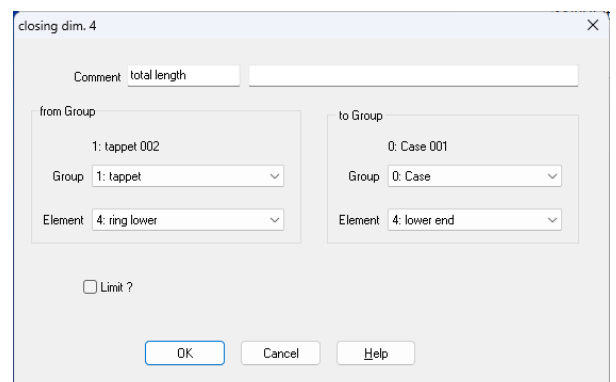 closing dim. 4
Comment total length
from Group
1: tappet 002
Group 1: tappet
Element 4: ring lower
to Group
0: Case 001
Group 0: Case
Element 4: lower end
Limit ?
OK Cancel Help